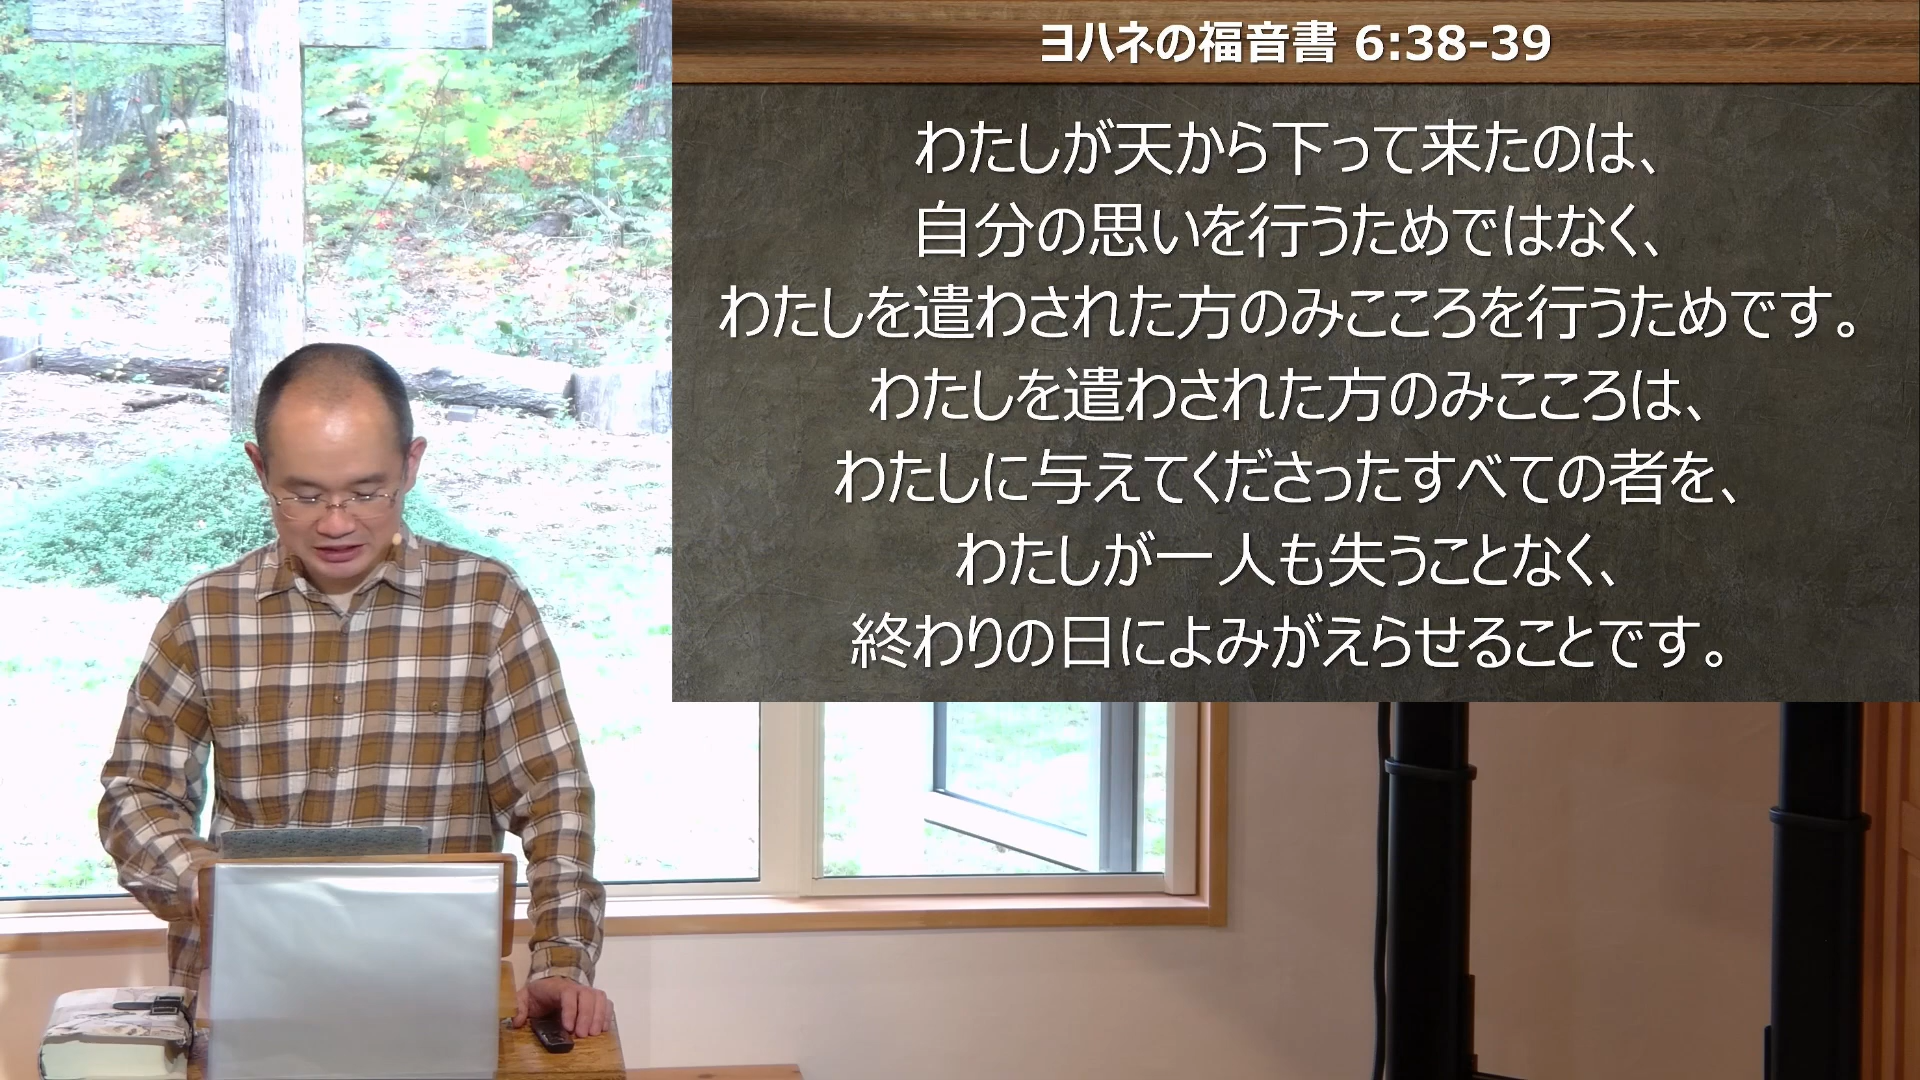 ヨハネの福音書 6:38-39
わたしが天から下って来たのは、
自分の思いを行うためではなく、
わたしを遣わされた方のみこころを行うためです。
わたしを遣わされた方のみこころは、
わたしに与えてくださったすべての者を、
わたしが一人も失うことなく、
終わりの日によみがえらせることです。